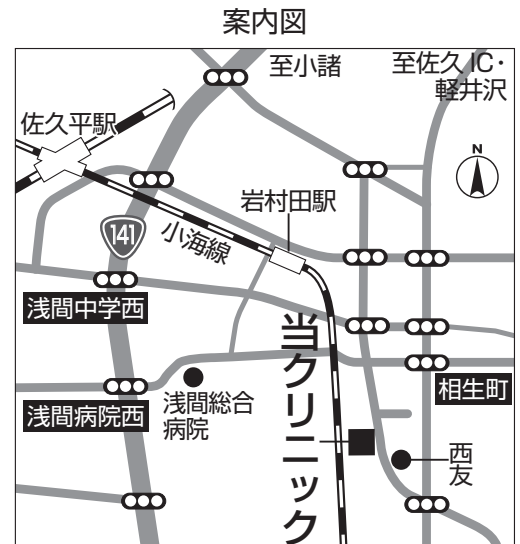 案内図
至小諸
至佐久IC・
軽井沢
佐久平駅
N
岩村田駅
141
小海線
浅間中学西
当クリニック
相生町
浅間病院西
浅間総合
病院
西友